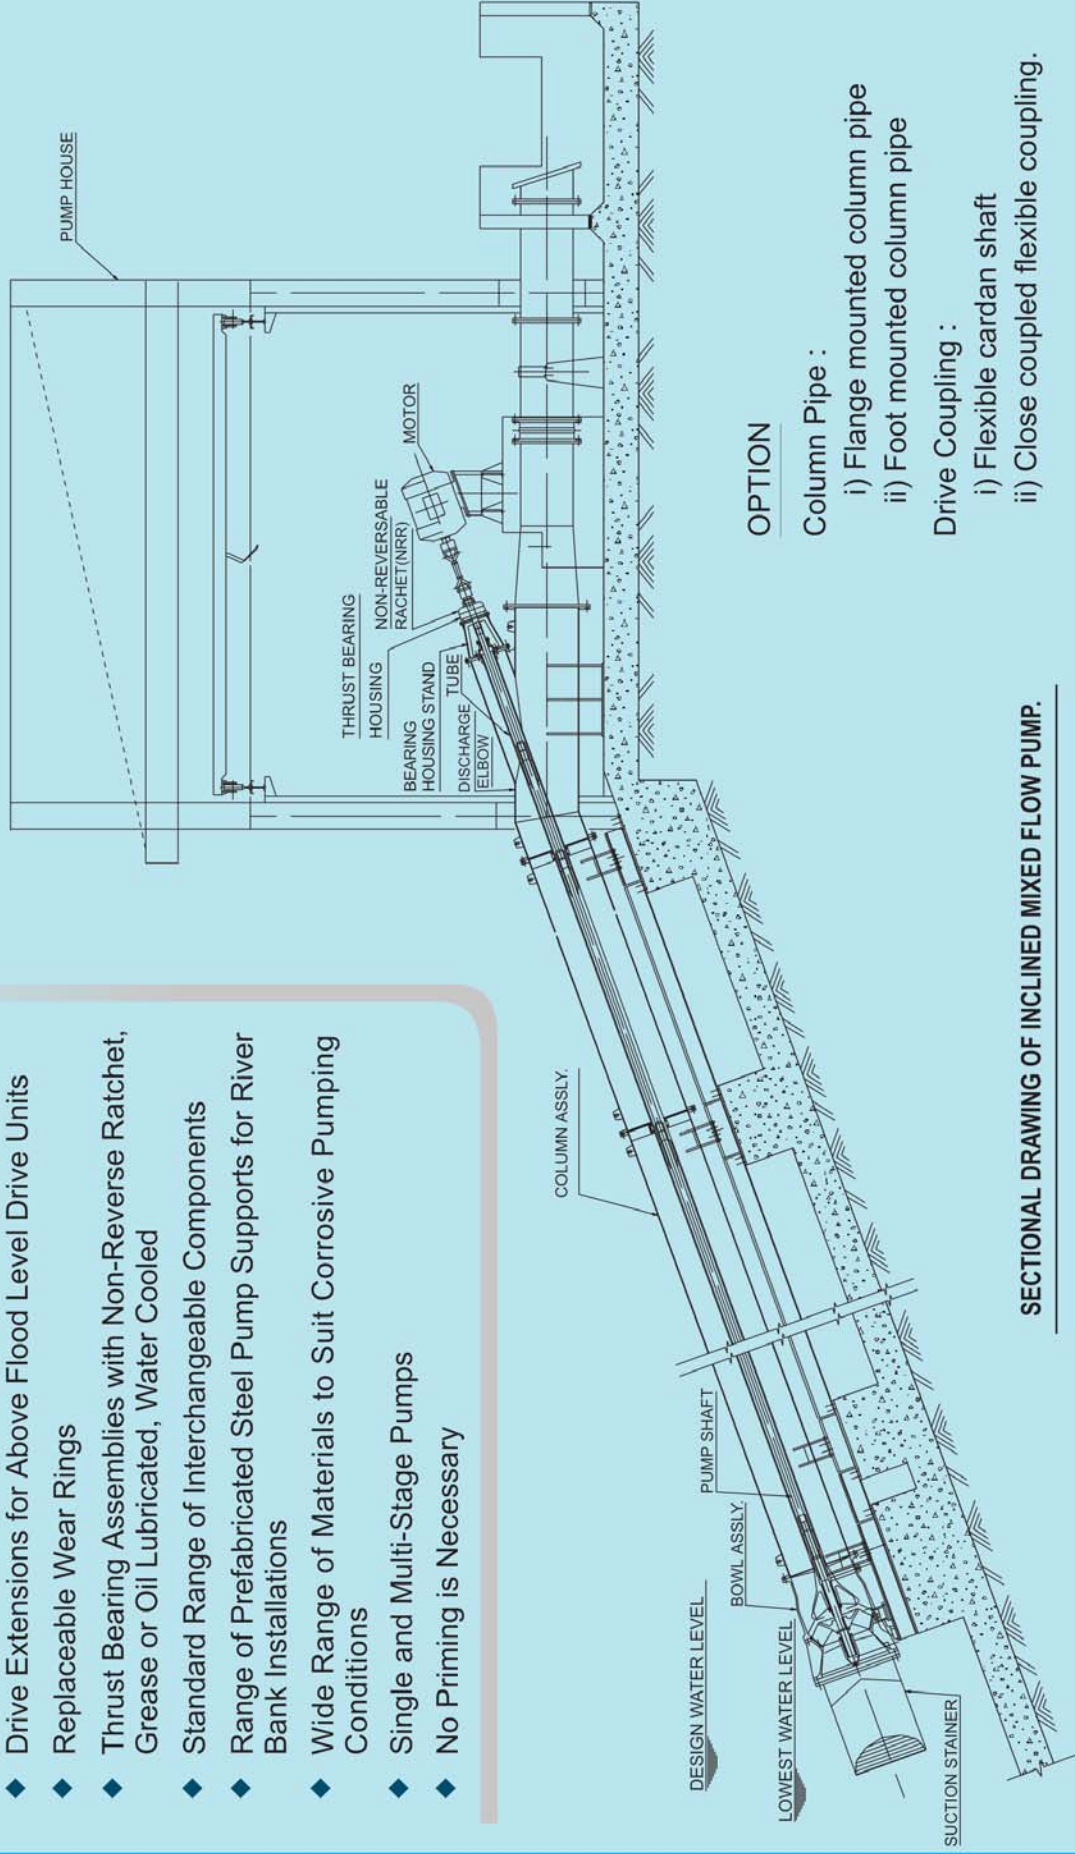 Drive Extensions for Above Flood Level Drive Units
Replaceable Wear Rings
Thrust Bearing Assemblies with Non-Reverse Ratchet,
Grease or Oil Lubricated, Water Cooled
Standard Range of Interchangeable Components
Range of Prefabricated Steel Pump Supports for River
Bank Installations
Wide Range of Materials to Suit Corrosive Pumping
Conditions
Single and Multi-Stage Pumps
No Priming is Necessary
PUMP HOUSE
MOTOR
NON-REVERSABLE
RACHET(NRR)
THRUST BEARING
HOUSING
BEARING
HOUSING STAND
TUBE
DISCHARGE
ELBOW
COLUMN ASSLY.
PUMP SHAFT
BOWL ASSLY.
DESIGN WATER LEVEL
LOWEST WATER LEVEL
SUCTION STAINER
OPTION
Column Pipe :
i) Flange mounted column pipe
ii) Foot mounted column pipe
Drive Coupling :
i) Flexible cardan shaft
ii) Close coupled flexible coupling.
SECTIONAL DRAWING OF INCLINED MIXED FLOW PUMP.